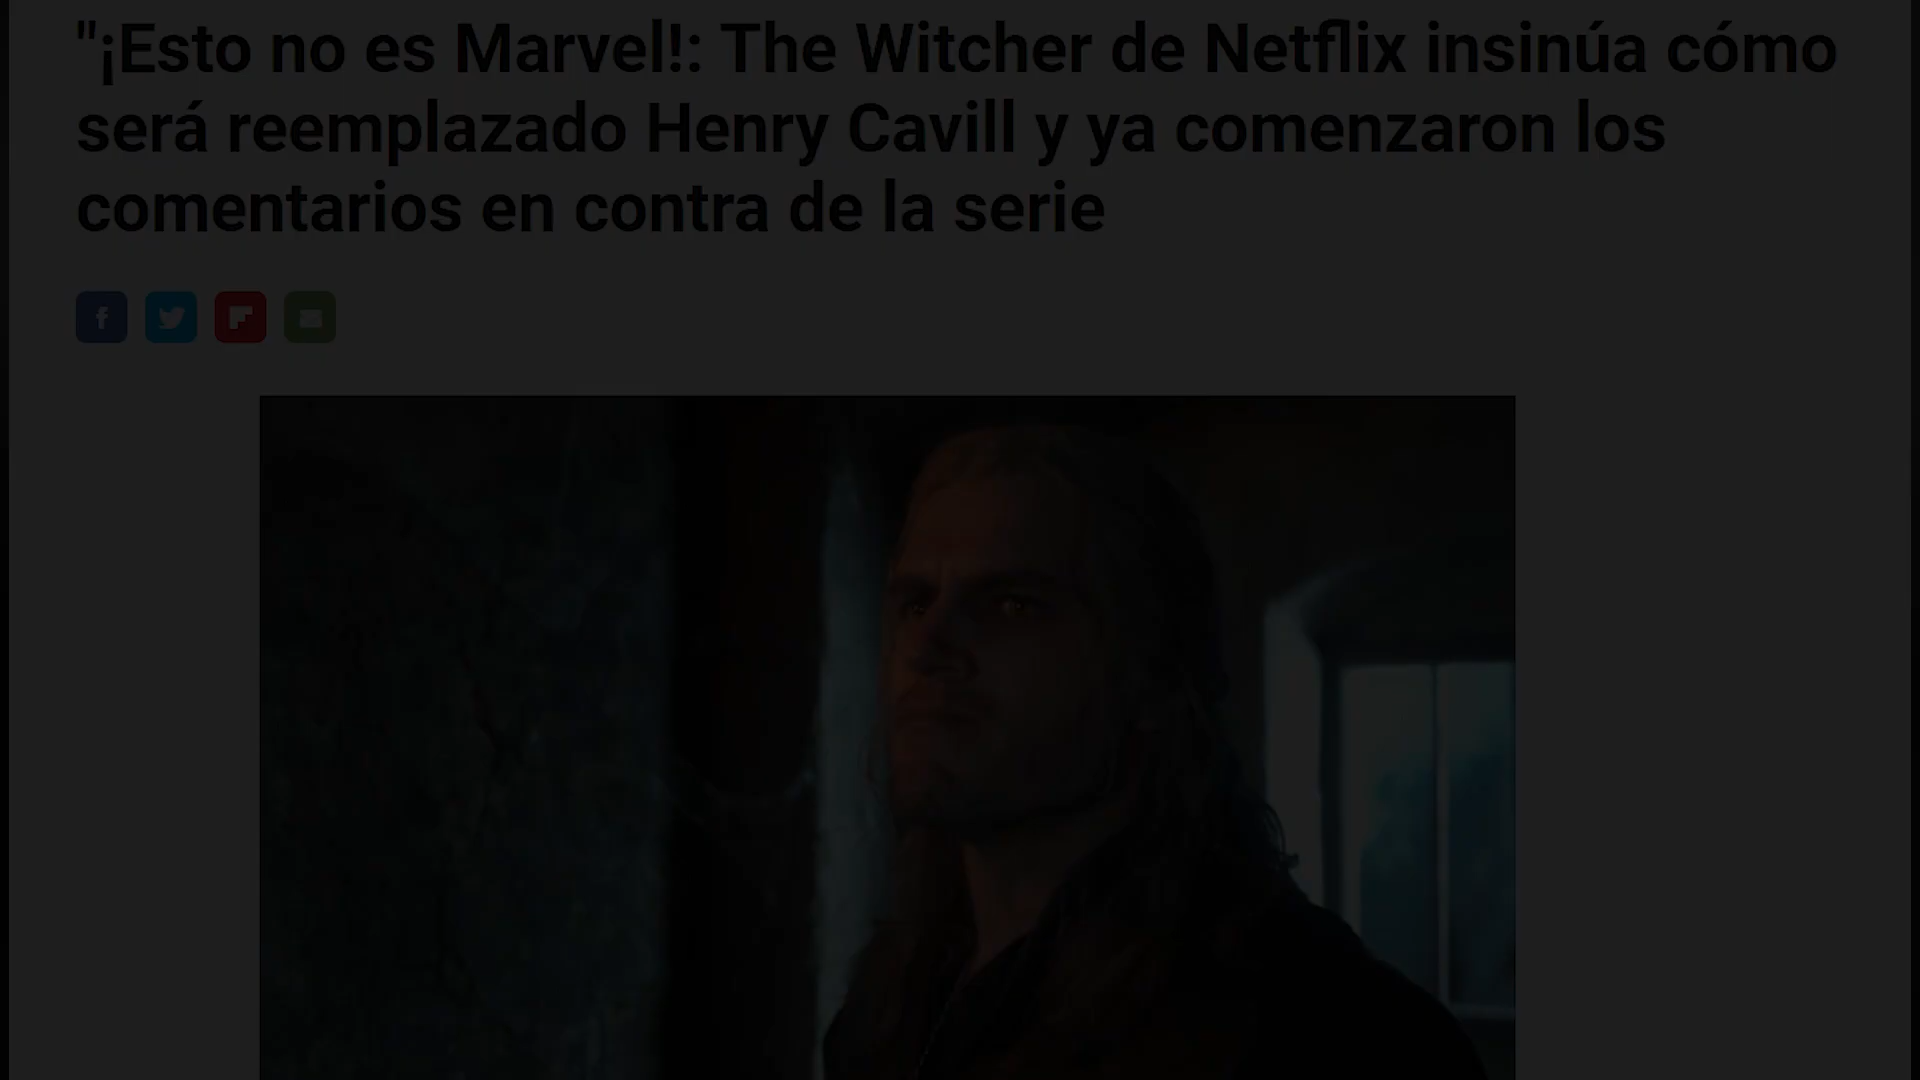 "¡Esto no es Marvel!: The Witcher de Netflix insinúa cómo
será reemplazado Henry Cavill y ya comenzaron los
comentarios en contra de la serie